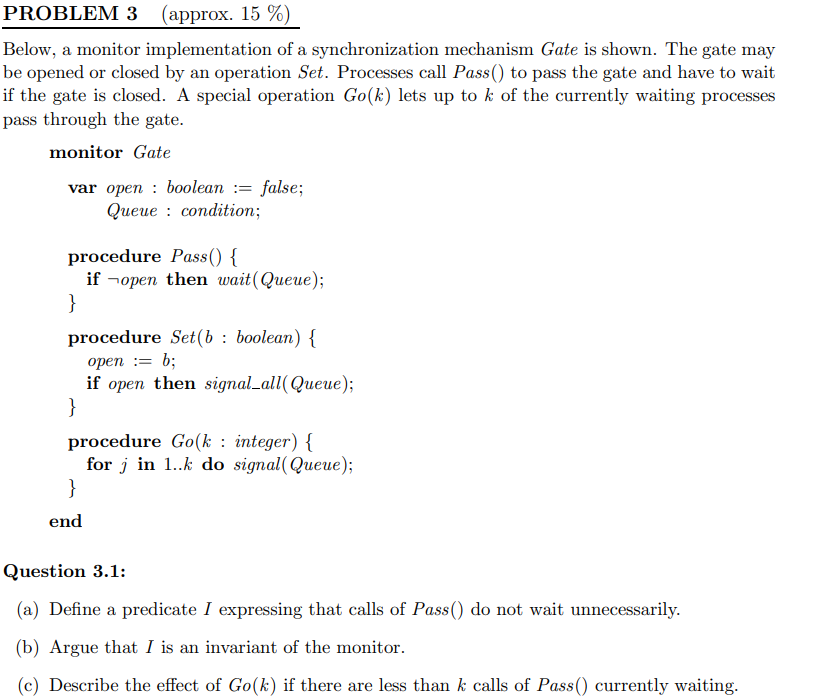 PROBLEM 3 (approx. 15 %)
Below, a monitor implementation of a synchronization mechanism Gate is shown. The gate may
be opened or closed by an operation Set. Processes call Pass() to pass the gate and have to wait
if the gate is closed. A special operation Go(k) lets up to k of the currently waiting processes
pass through the gate.
monitor Gate
var open : boolean := false;
Queue : condition;
procedure Pass() {
if ¬open then wait(Queue);
}
procedure Set(b : boolean) {
open := b;
if open then signal_all(Queue);
}
procedure Go(k : integer) {
for j in 1..k do signal(Queue);
}
end
Question 3.1:
(a) Define a predicate I expressing that calls of Pass() do not wait unnecessarily.
(b) Argue that I is an invariant of the monitor.
(c) Describe the effect of Go(k) if there are less than k calls of Pass() currently waiting.